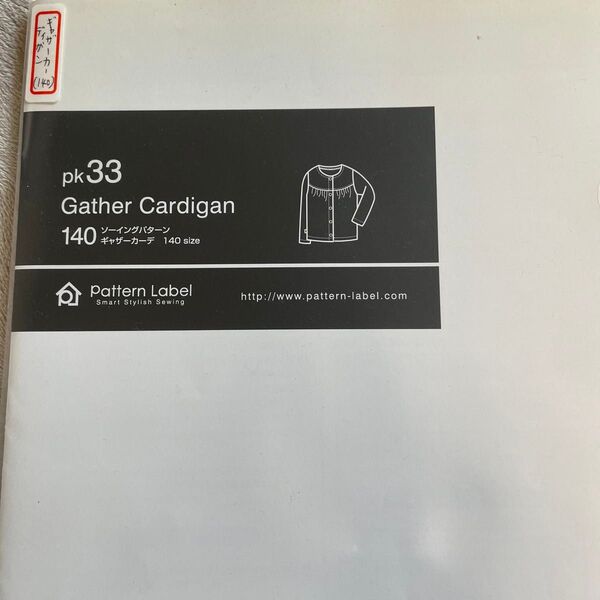 ギャザーカー
ディガン
(140)
pk33
Gather Cardigan
140 ソーイングパターン
ギャザーカーデ 140 size
Pattern Label
Smart Stylish Sewing
http://www.pattern-label.com